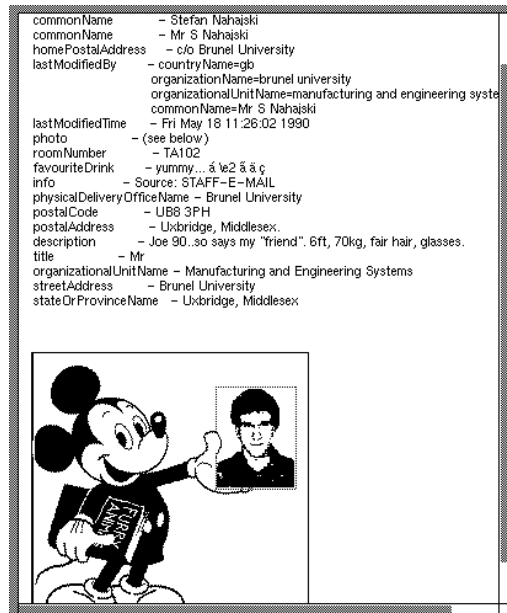 commonName – Stefan Nahajski
commonName – Mr S Nahajski
homePostalAddress – c/o Brunel University
lastModifiedBy – countryName=gb
organizationName=brunel university
organizationalUnitName=manufacturing and engineering syste
commonName=Mr S Nahajski
lastModifiedTime – Fri May 18 11:26:02 1990
photo – (see below)
roomNumber – TA102
favouriteDrink – yummy... á \e2 ã ä ç
info – Source: STAFF-E-MAIL
physicalDeliveryOfficeName – Brunel University
postalCode – UB8 3PH
postalAddress – Uxbridge, Middlesex.
description – Joe 90..so says my "friend". 6ft, 70kg, fair hair, glasses.
title – Mr
organizationalUnitName – Manufacturing and Engineering Systems
streetAddress – Brunel University
stateOrProvinceName – Uxbridge, Middlesex
FURRY
ANIM